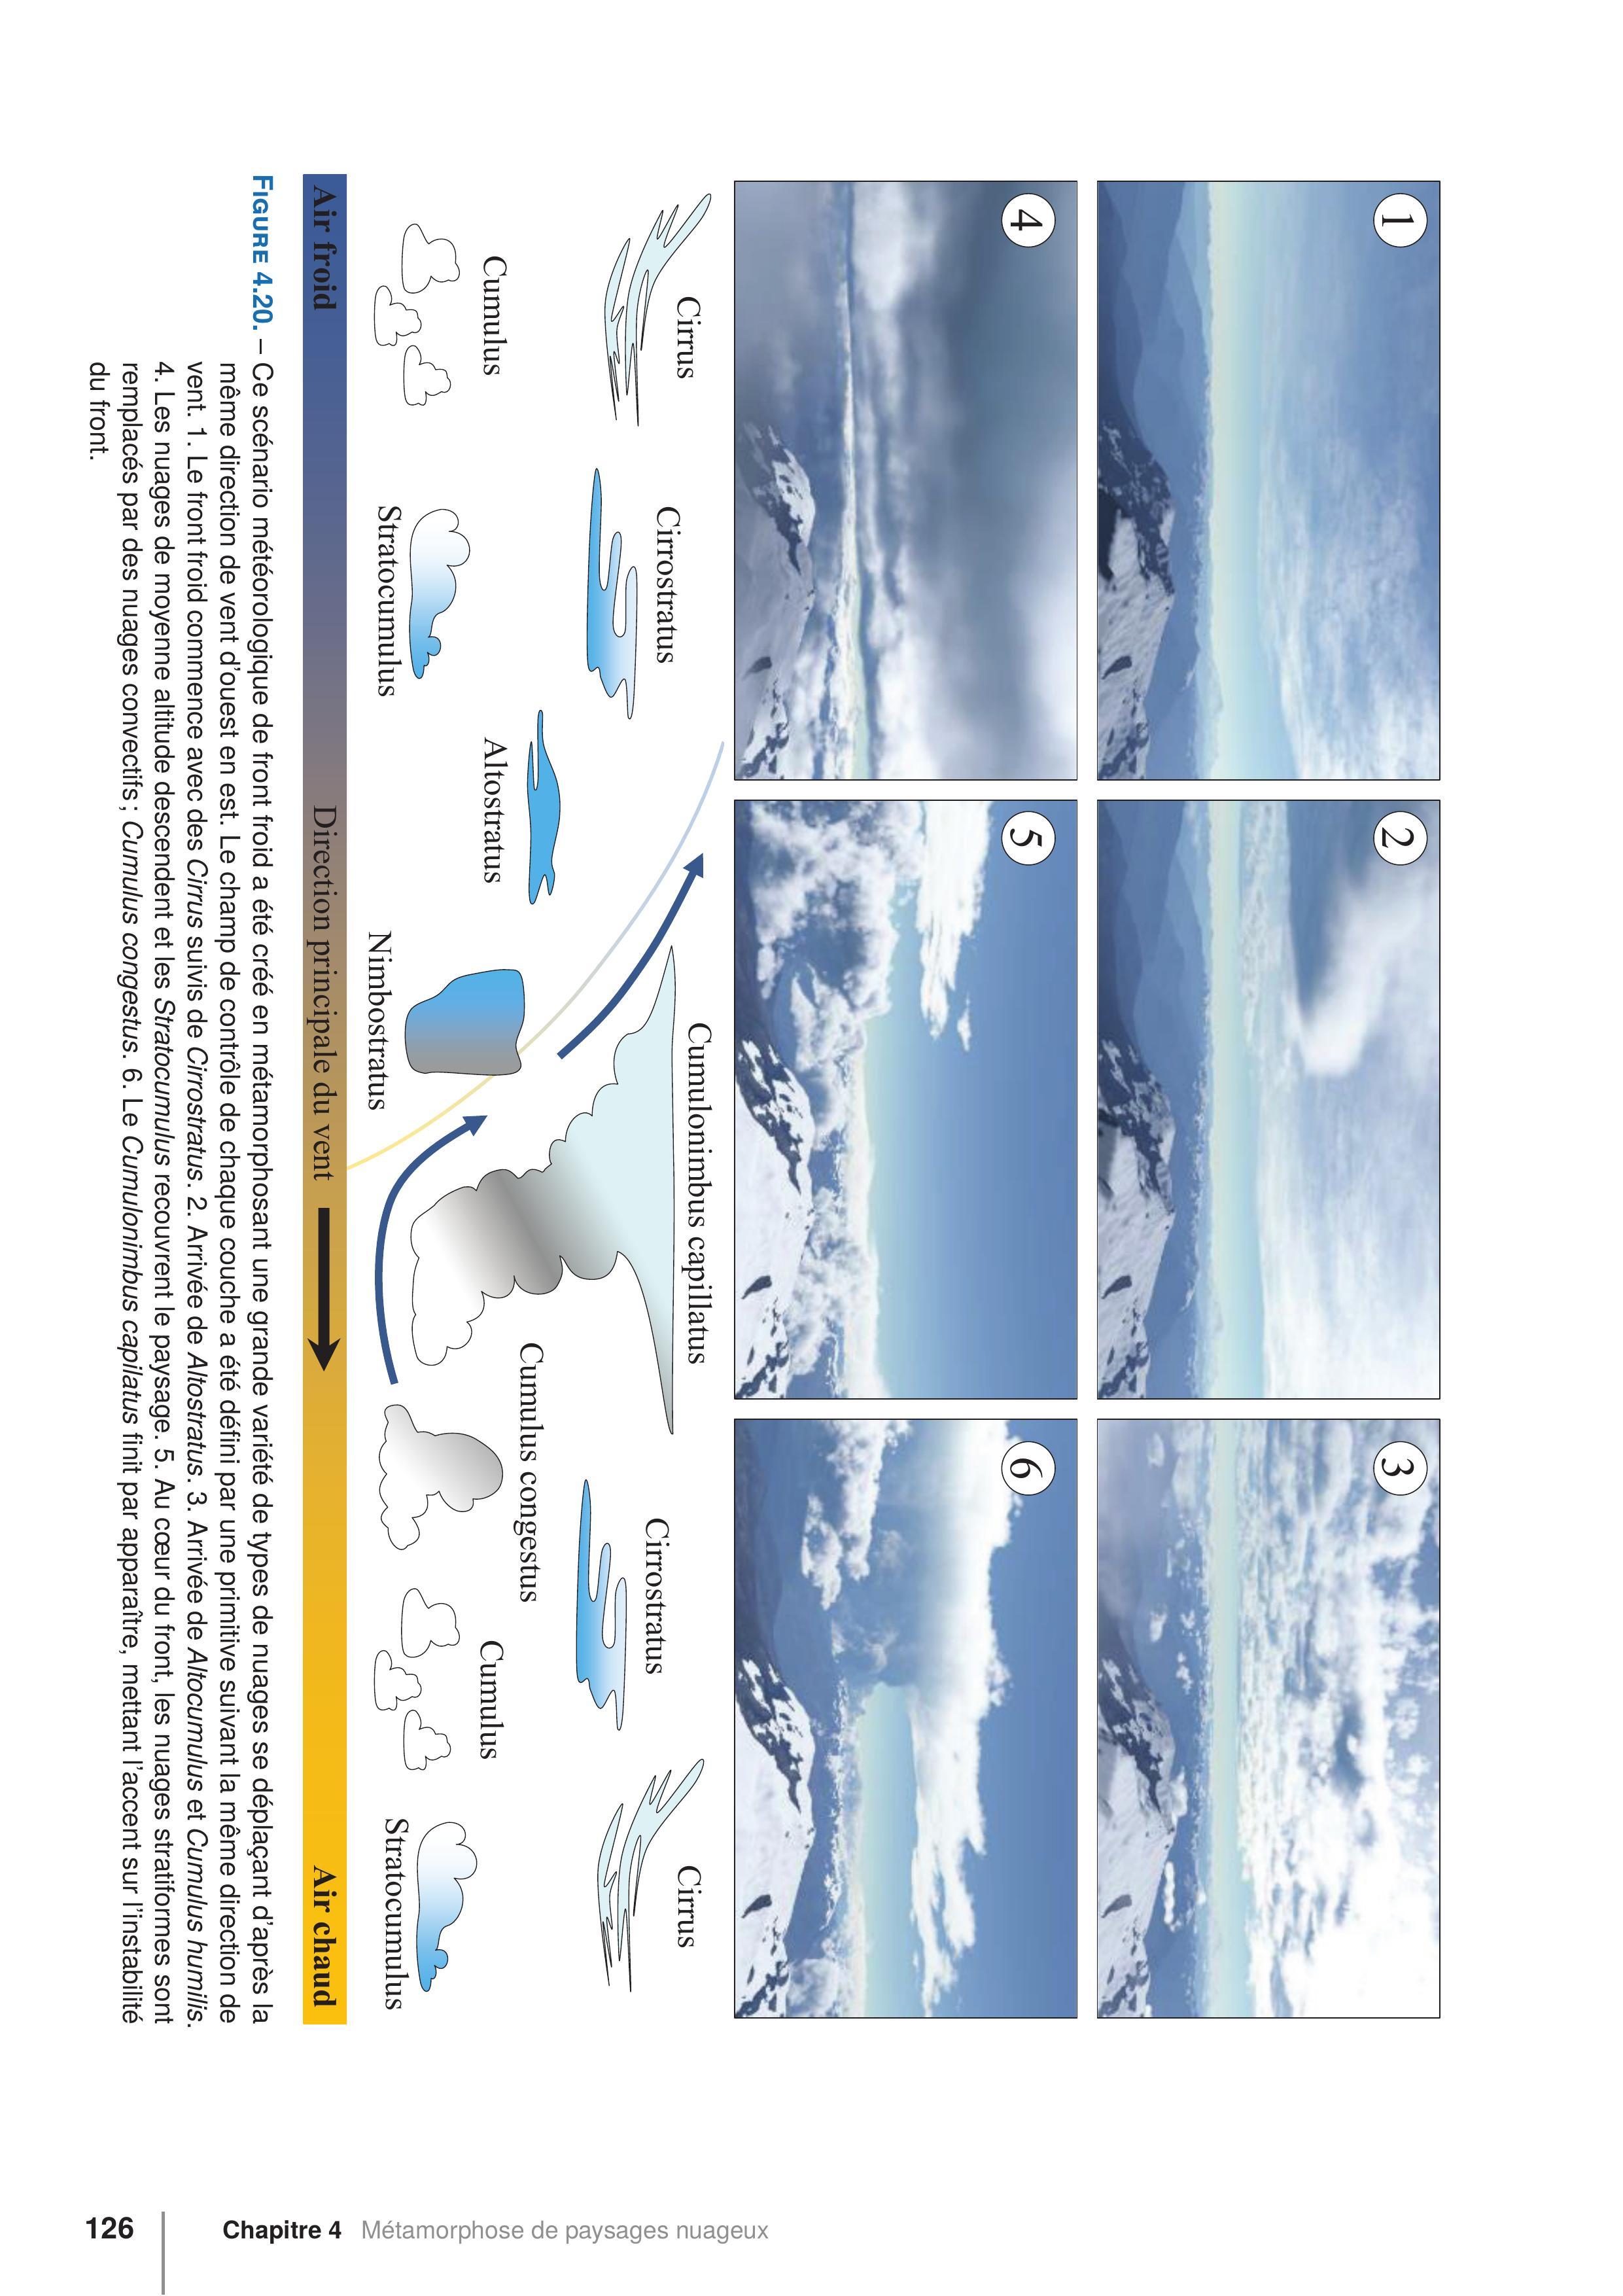 1
2
3
4
5
6
Cirrus
Cirrostratus
Cumulonimbus capillatus
Cirrostratus
Cirrus
Cumulus
Altostratus
Cumulus congestus
Cumulus
Stratocumulus
Nimbostratus
Stratocumulus
Air froid
Direction principale du vent
Air chaud
FIGURE 4.20. – Ce scénario météorologique de front froid a été créé en métamorphosant une grande variété de types de nuages se déplaçant d'après la
même direction de vent d'ouest en est. Le champ de contrôle de chaque couche a été défini par une primitive suivant la même direction de
vent. 1. Le front froid commence avec des Cirrus suivis de Cirrostratus. 2. Arrivée de Altostratus. 3. Arrivée de Altocumulus et Cumulus humilis.
4. Les nuages de moyenne altitude descendent et les Stratocumulus recouvrent le paysage. 5. Au cœur du front, les nuages stratiformes sont
remplacés par des nuages convectifs ; Cumulus congestus. 6. Le Cumulonimbus capilatus finit par apparaître, mettant l'accent sur l'instabilité
du front.
126 Chapitre 4 Métamorphose de paysages nuageux